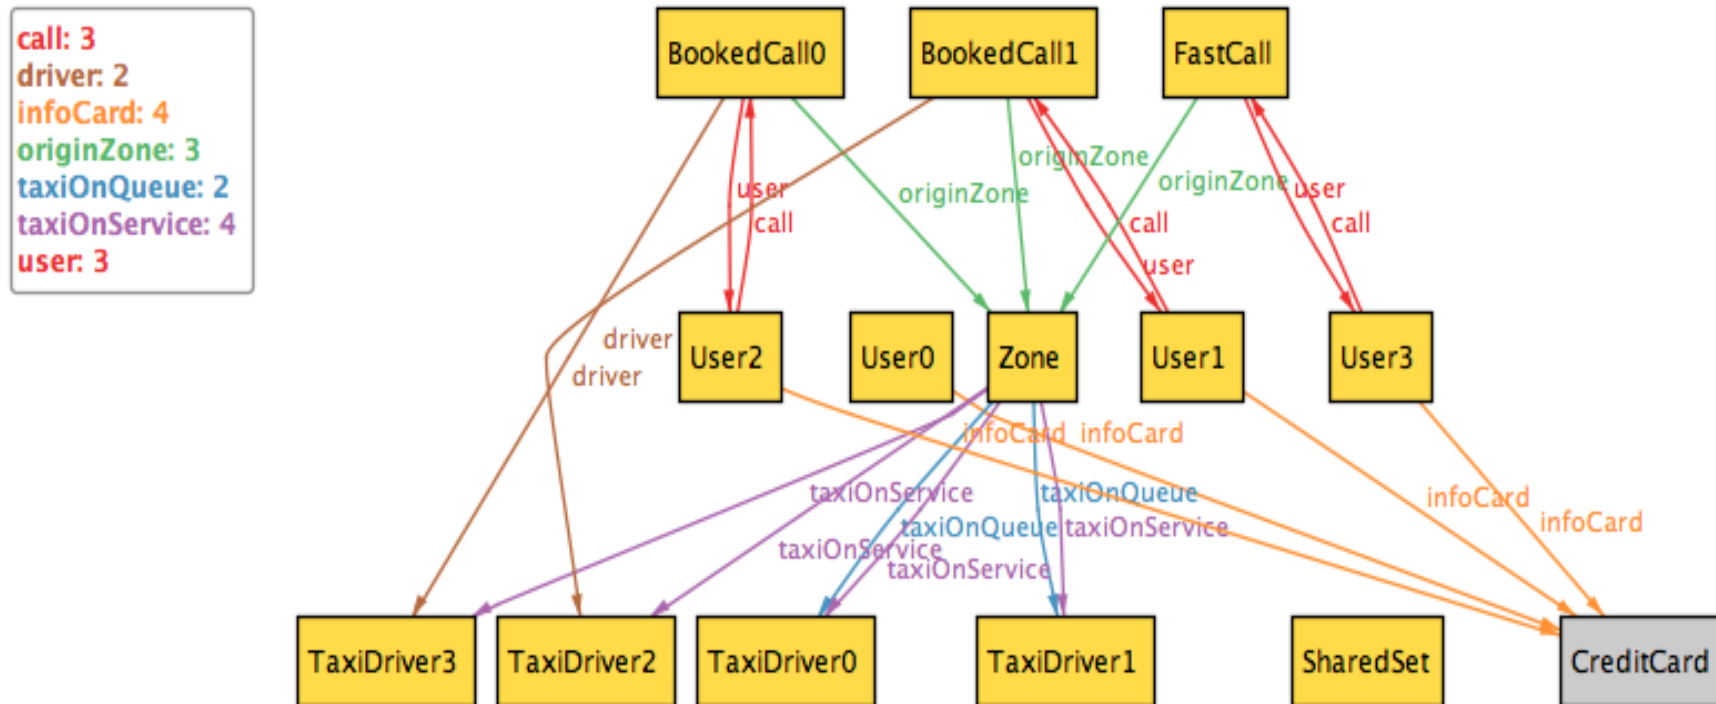 call: 3
driver: 2
infoCard: 4
originZone: 3
taxiOnQueue: 2
taxiOnService: 4
user: 3
BookedCall0
BookedCall1
FastCall
originZone
originZone
originZone
user
user
call
call
call
user
driver
driver
User2
User0
Zone
User1
User3
infoCard
infoCard
taxiOnService
taxiOnQueue
infoCard
infoCard
taxiOnQueue
taxiOnService
taxiOnService
taxiOnService
TaxiDriver3
TaxiDriver2
TaxiDriver0
TaxiDriver1
SharedSet
CreditCard